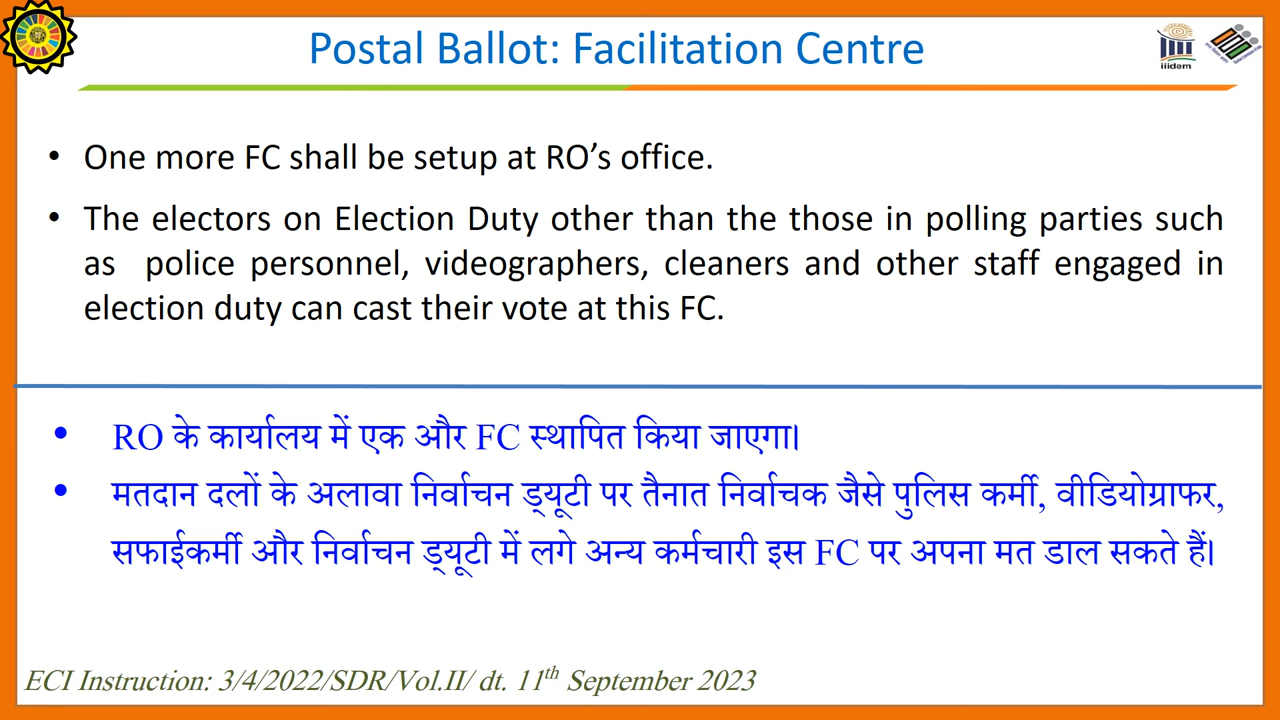 Postal Ballot: Facilitation Centre
iiidem
• One more FC shall be setup at RO’s office.
• The electors on Election Duty other than the those in polling parties such
as police personnel, videographers, cleaners and other staff engaged in
election duty can cast their vote at this FC.
• RO के कार्यालय में एक और FC स्थापित किया जाएगा।
• मतदान दलों के अलावा निर्वाचन ड्यूटी पर तैनात निर्वाचक जैसे पुलिस कर्मी, वीडियोग्राफर,
सफाईकर्मी और निर्वाचन ड्यूटी में लगे अन्य कर्मचारी इस FC पर अपना मत डाल सकते हैं।
ECI Instruction: 3/4/2022/SDR/Vol.II/ dt. 11th September 2023